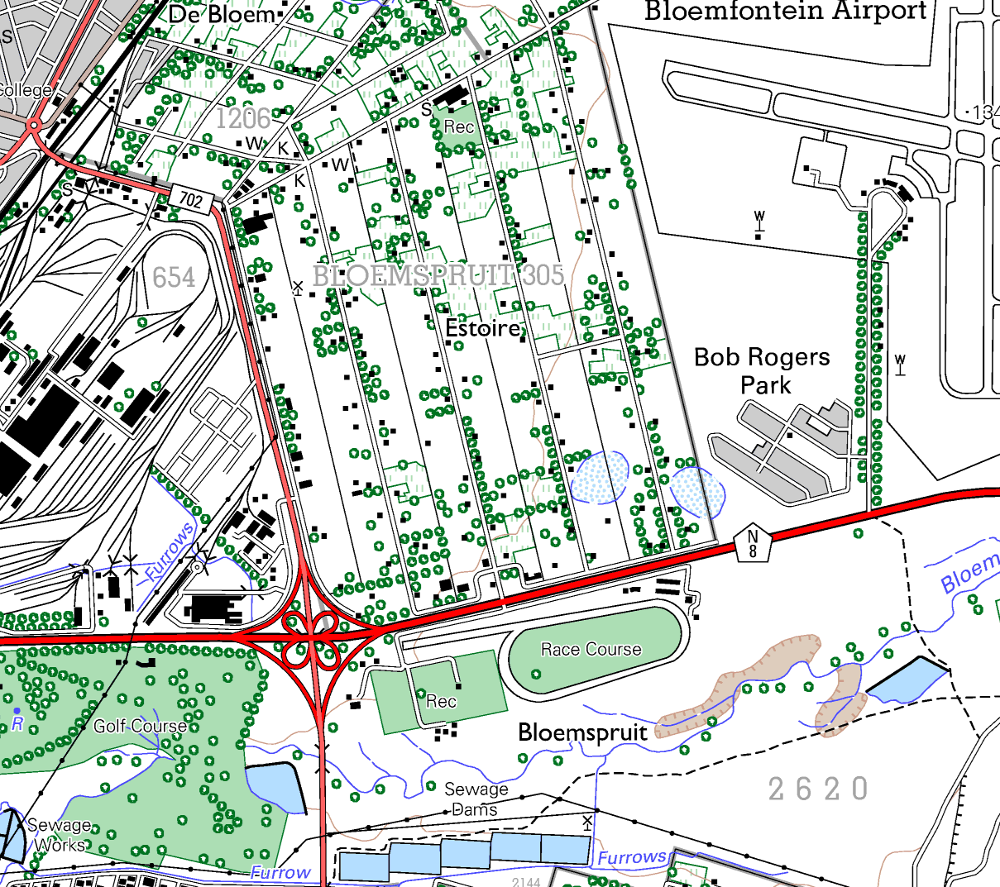 De Bloem
Bloemfontein Airport
S
College
1206
S
Rec
134
W
K
W
K
S
702
W
654
BLOEMSPRUIT 305
Estoire
Bob Rogers
Park
W
N
8
Furrows
Bloem
Race Course
Rec
R
Golf Course
Bloemspruit
2620
Sewage
Dams
Sewage
Works
Furrow
Furrows
2144